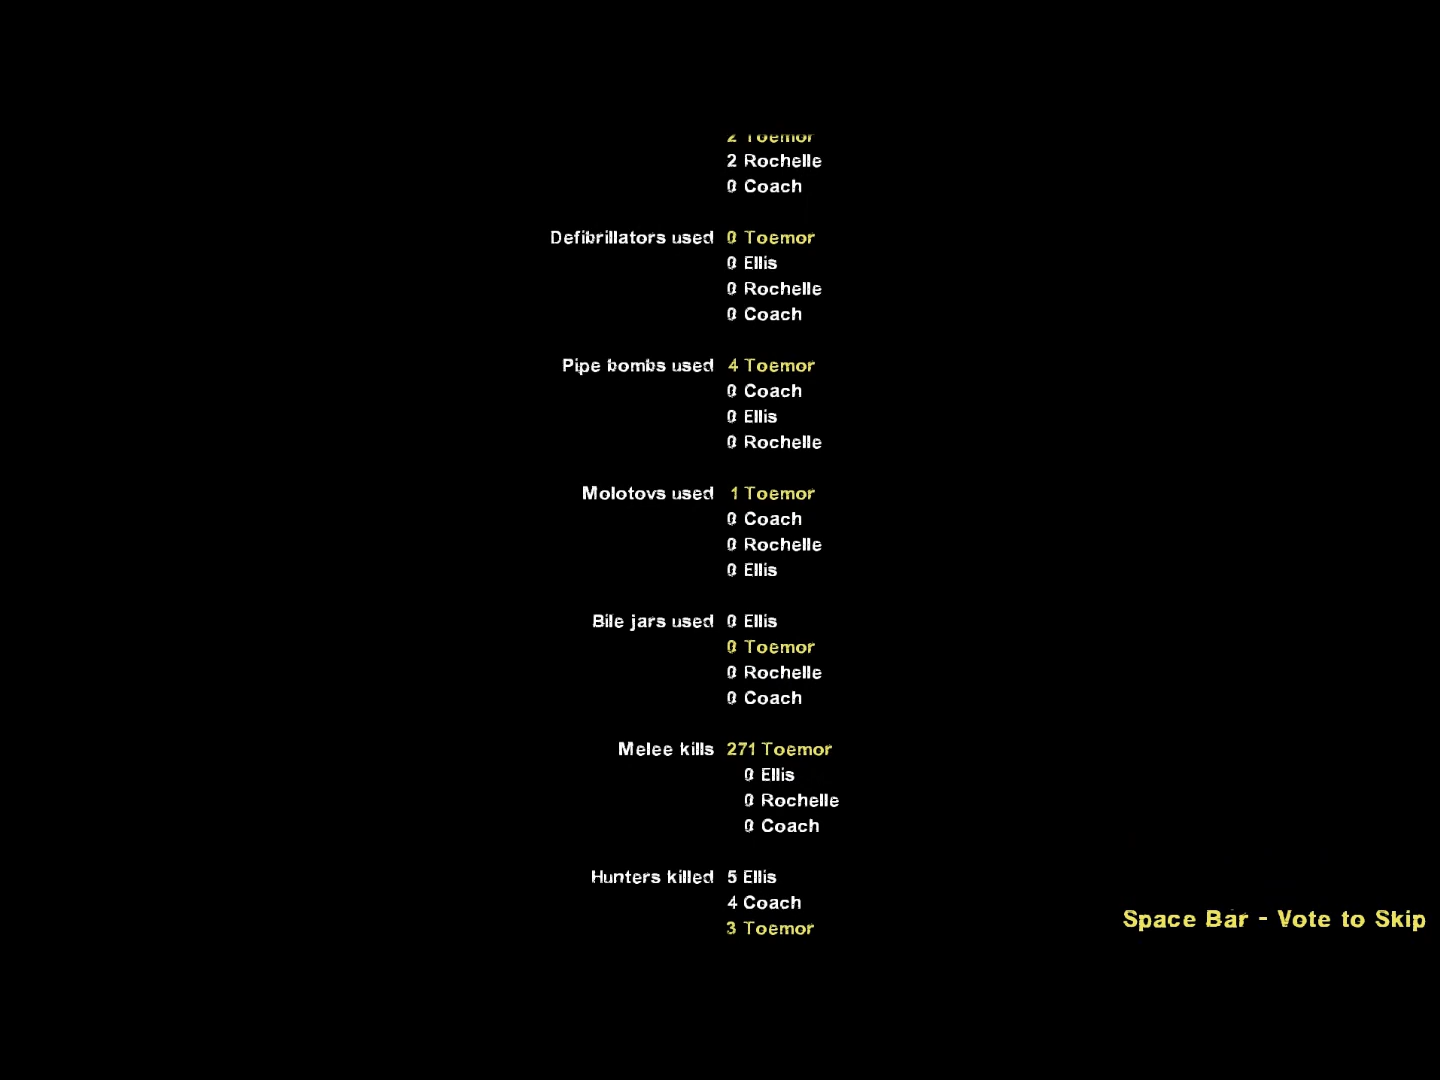 2 Toemor
2 Rochelle
0 Coach
Defibrillators used 0 Toemor
0 Ellis
0 Rochelle
0 Coach
Pipe bombs used 4 Toemor
0 Coach
0 Ellis
0 Rochelle
Molotovs used 1 Toemor
0 Coach
0 Rochelle
0 Ellis
Bile jars used 0 Ellis
0 Toemor
0 Rochelle
0 Coach
Melee kills 271 Toemor
0 Ellis
0 Rochelle
0 Coach
Hunters killed 5 Ellis
4 Coach
3 Toemor
Space Bar - Vote to Skip